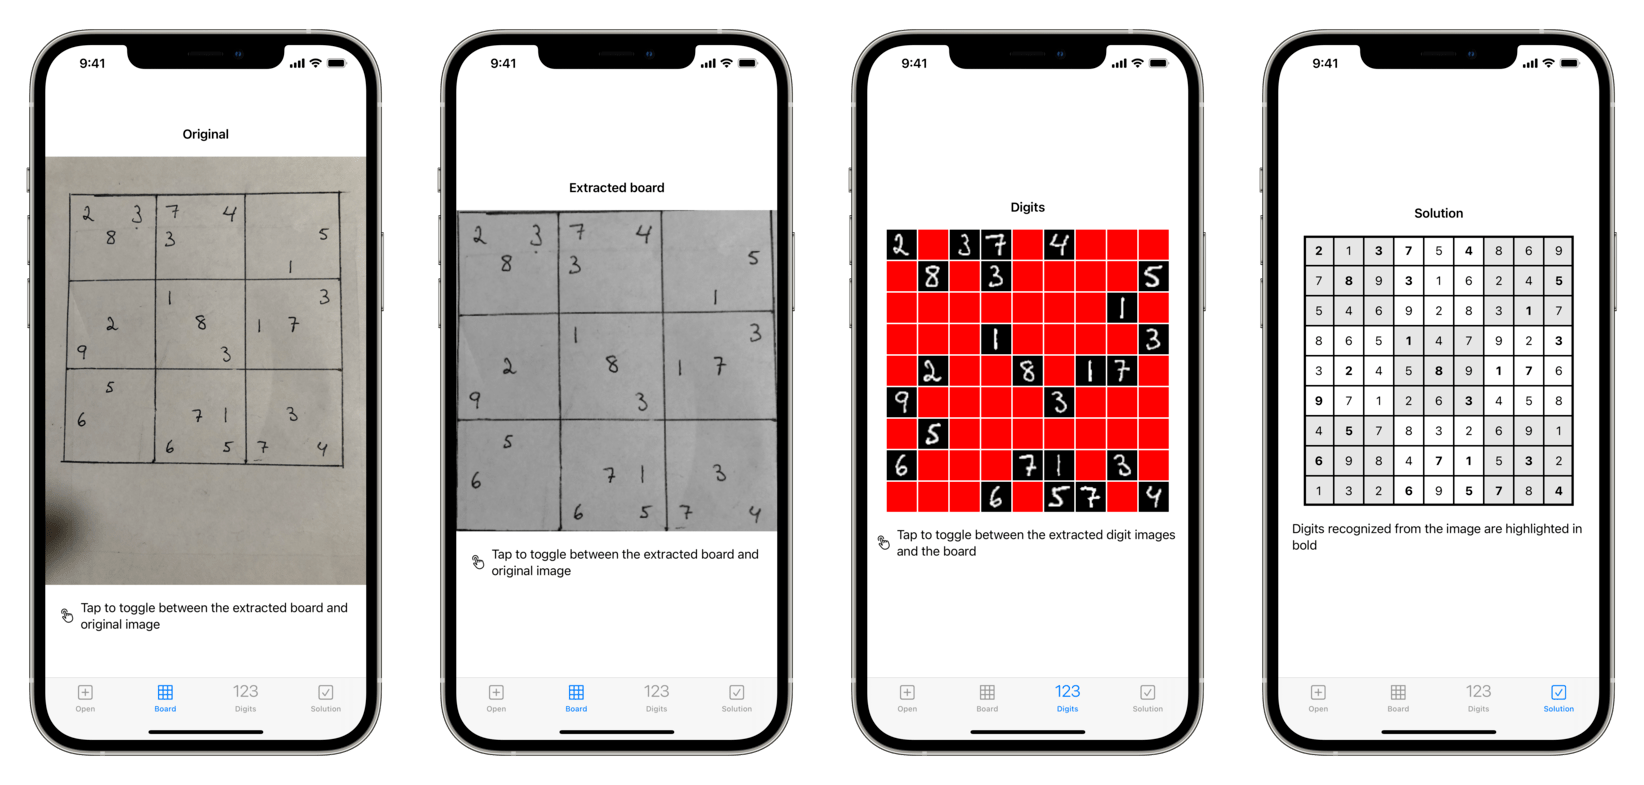 9:41
Original
2 3 7 4
8 3 5
1
1 3
2 8 1 7
9 3
5
6 7 1 3
6 5 7 4
Tap to toggle between the extracted board and
original image
Open Board 123 Digits Solution
9:41
Extracted board
2 3 7 4
8 3 5
1
1 3
2 8 1 7
9 3
5
6 7 1 3
6 5 7 4
Tap to toggle between the extracted board and
original image
Open Board 123 Digits Solution
9:41
Digits
2 3 7 4
8 3 5
1
1 3
2 8 1 7
9 3
5
6 7 1 3
6 5 7 4
Tap to toggle between the extracted digit images
and the board
Open Board 123 Digits Solution
9:41
Solution
2 1 3 7 5 4 8 6 9
7 8 9 3 1 6 2 4 5
5 4 6 9 2 8 3 1 7
8 6 5 1 4 7 9 2 3
3 2 4 5 8 9 1 7 6
9 7 1 2 6 3 4 5 8
4 5 7 8 3 2 6 9 1
6 9 8 4 7 1 5 3 2
1 3 2 6 9 5 7 8 4
Digits recognized from the image are highlighted in
bold
Open Board 123 Digits Solution